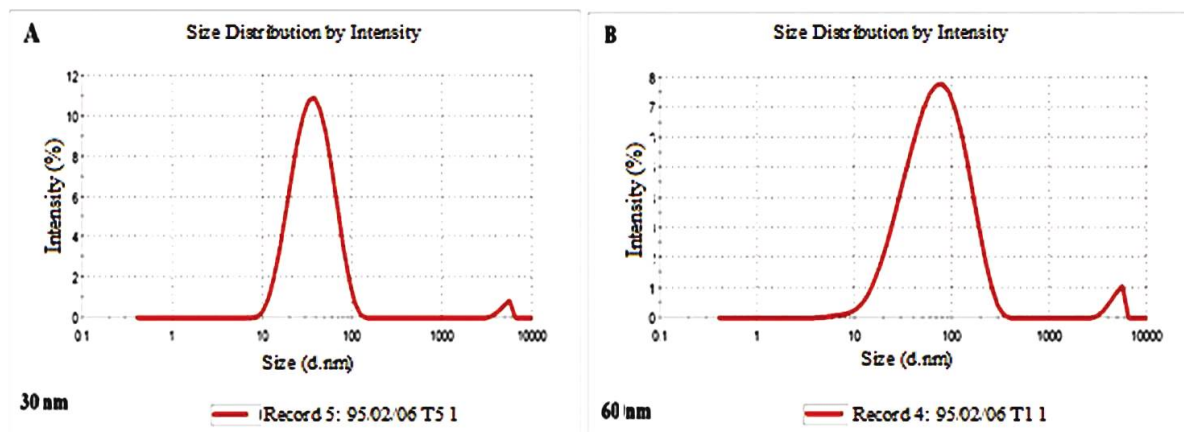 A
Size Distribution by Intensity
12
10
8
6
4
2
0
Intensity (%)
0.1 1 10 100 1000 10000
Size (d.nm)
30 nm
Record 5: 95/02/06 T5 1
B
Size Distribution by Intensity
8
7
0
Intensity (%)
0.1 1 10 100 1000 10000
Size (d.nm)
60 nm
Record 4: 95/02/06 T1 1